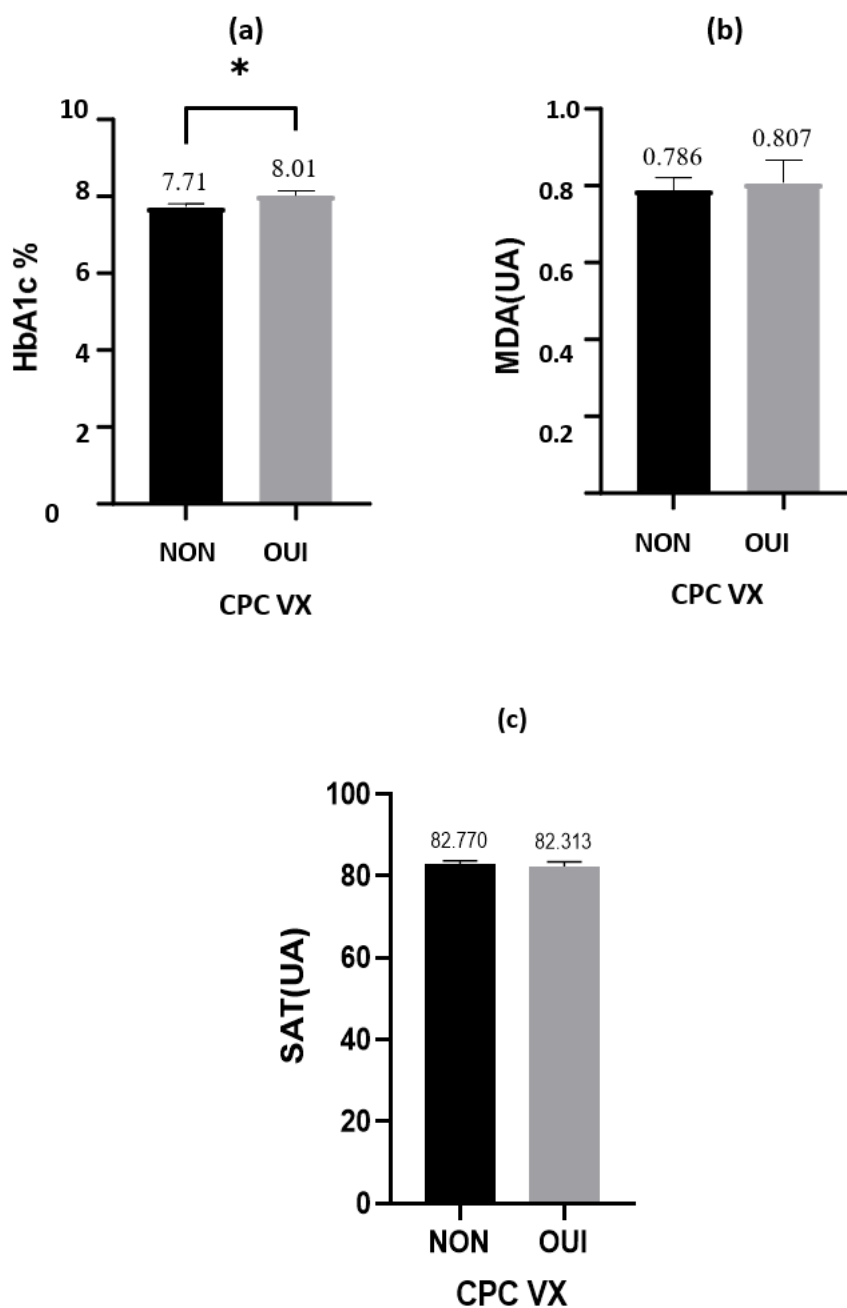 (a)
*
10
8
6
4
2
0
HbA1c %
7.71
8.01
NON OUI
CPC VX
(b)
1.0
0.8
0.6
0.4
0.2
MDA(UA)
0.786
0.807
NON OUI
CPC VX
(c)
100
80
60
40
20
0
SAT(UA)
82.770
82.313
NON OUI
CPC VX